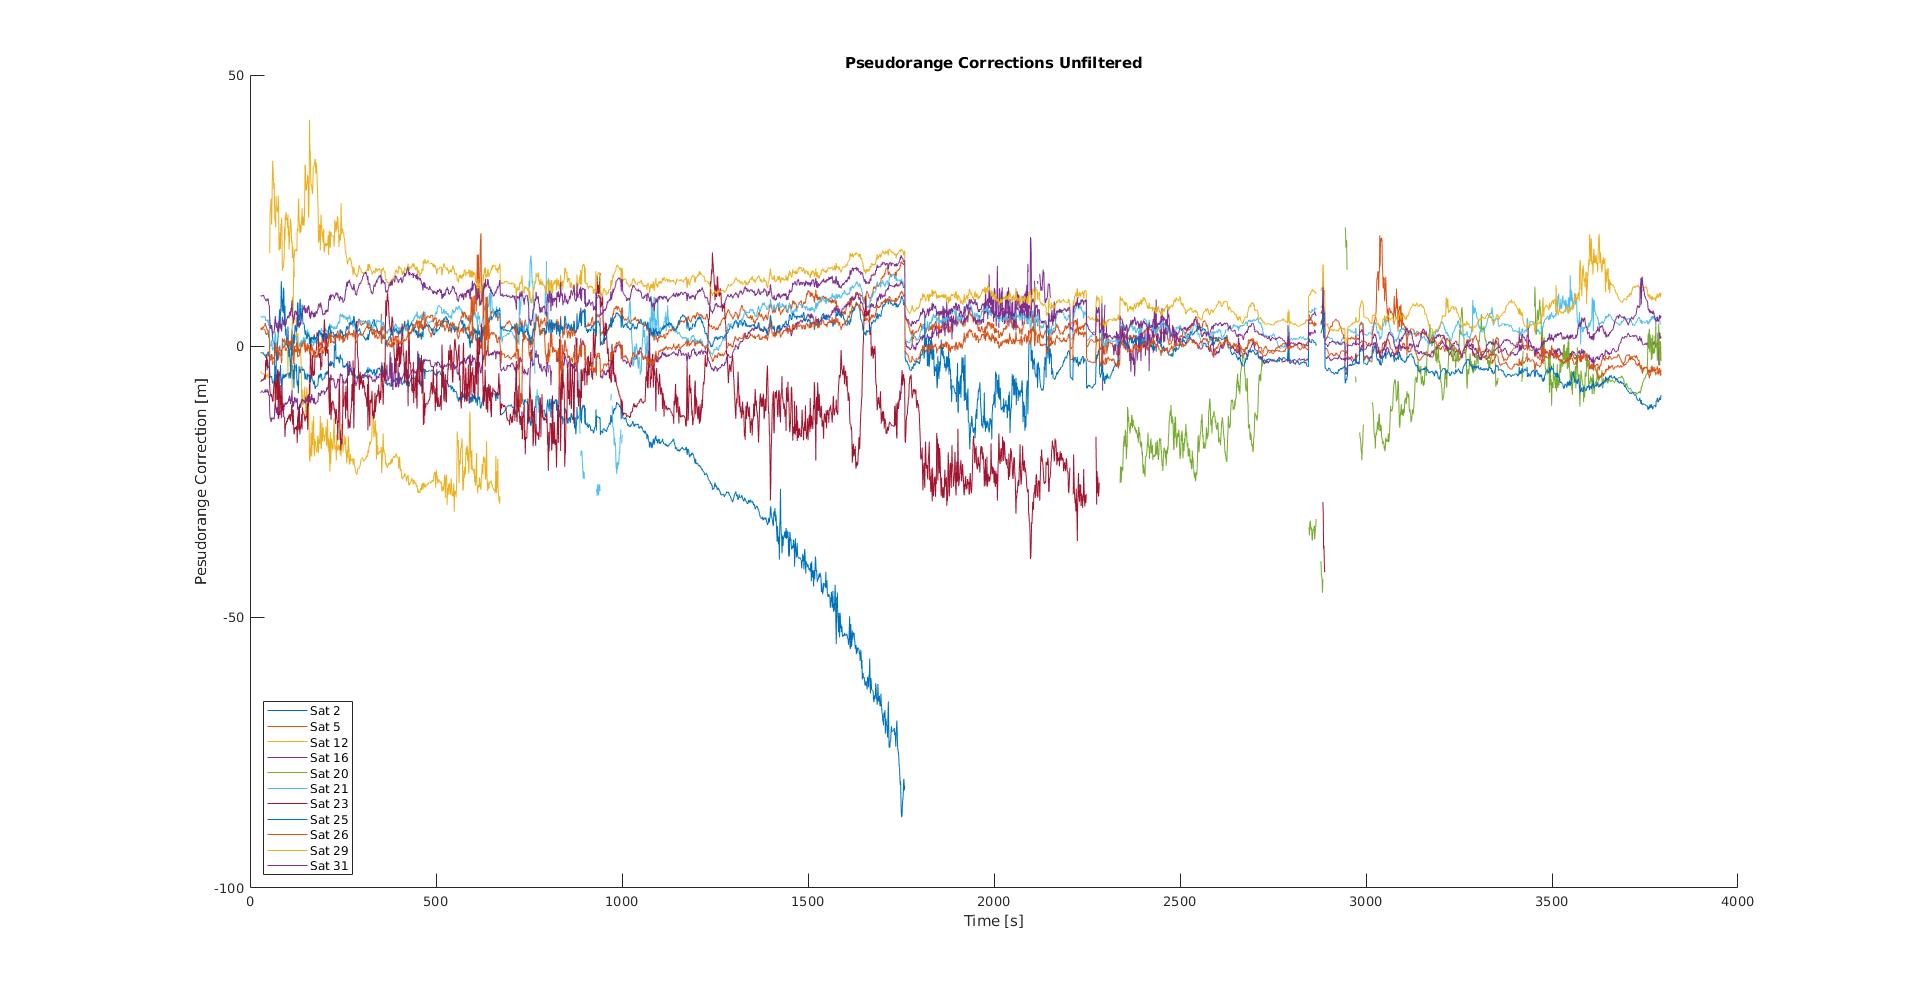 Pseudorange Corrections Unfiltered
50
0
-50
-100
Pesudorange Correction [m]
Sat 2
Sat 5
Sat 12
Sat 16
Sat 20
Sat 21
Sat 23
Sat 25
Sat 26
Sat 29
Sat 31
0 500 1000 1500 2000 2500 3000 3500 4000
Time [s]